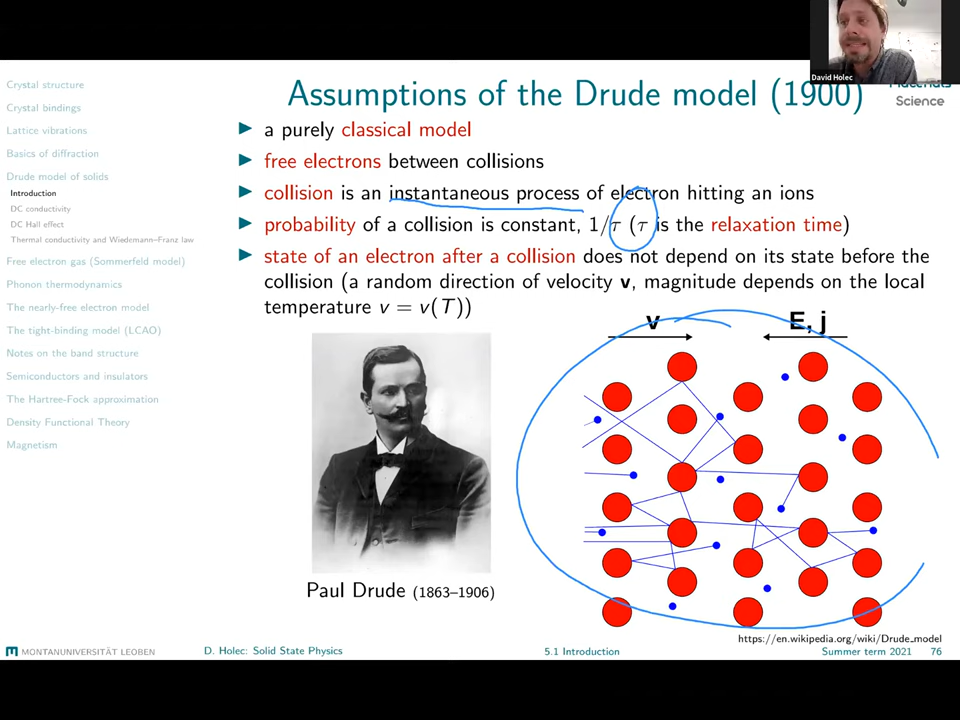 David Holec
Assumptions of the Drude model (1900)
Materials
Science
Crystal structure
Crystal bindings
Lattice vibrations
Basics of diffraction
Drude model of solids
Introduction
DC conductivity
DC Hall effect
Thermal conductivity and Wiedemann–Franz law
Free electron gas (Sommerfeld model)
Phonon thermodynamics
The nearly-free electron model
The tight-binding model (LCAO)
Notes on the band structure
Semiconductors and insulators
The Hartree-Fock approximation
Density Functional Theory
Magnetism
▶ a purely classical model
▶ free electrons between collisions
▶ collision is an instantaneous process of electron hitting an ions
▶ probability of a collision is constant, 1/τ (τ is the relaxation time)
▶ state of an electron after a collision does not depend on its state before the
collision (a random direction of velocity v, magnitude depends on the local
temperature v = v(T))
v
E, j
Paul Drude (1863–1906)
https://en.wikipedia.org/wiki/Drude_model
MONTANUNIVERSITÄT LEOBEN
D. Holec: Solid State Physics
5.1 Introduction
Summer term 2021 76